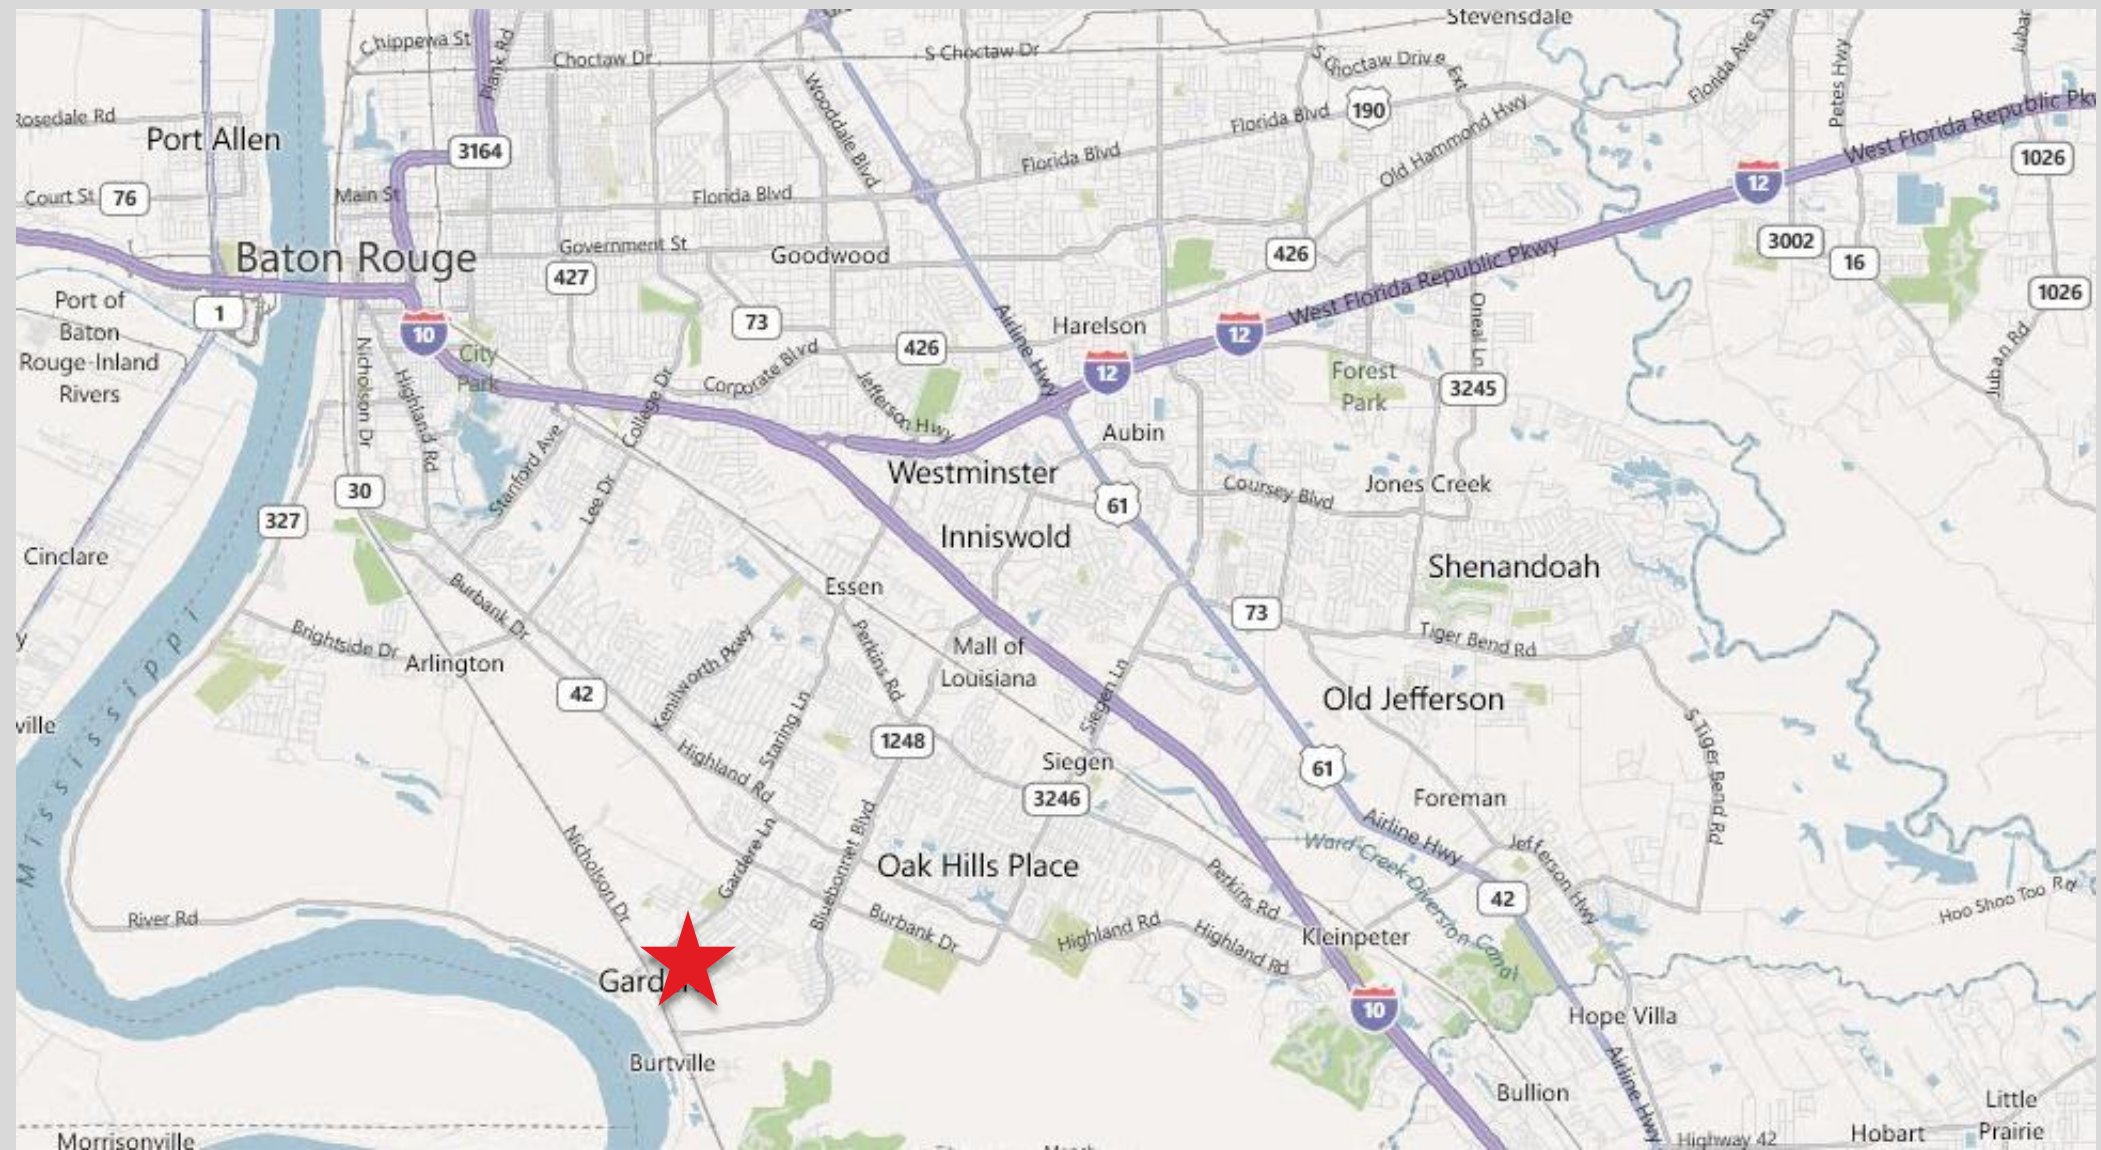 Stevensdale
Chippewa St
Plank Rd
Choctaw Dr
S Choctaw Dr
S Choctaw Drive Ext
Florida Ave SW
Petes Hwy
Rosedale Rd
Port Allen
3164
Wooddale Blvd
Florida Blvd
190
Florida Blvd
Old Hammond Hwy
West Florida Republic Pk
1026
Court St
76
Main St
Florida Blvd
12
Baton Rouge
Government St
427
Goodwood
426
West Florida Republic Pkwy
3002
16
1026
Port of
Baton
Rouge-Inland
Rivers
1
10
City
Park
73
426
Airline Hwy
Harelson
12
12
Oneal Ln
Juban Rd
Nicholson Dr
Highland Rd
College Dr
Corporate Blvd
Jefferson Hwy
Forest
Park
3245
Aubin
Stanford Ave
Lee Dr
Westminster
Coursey Blvd
Jones Creek
30
61
327
Inniswold
Cinclare
Essen
Shenandoah
Burbank Dr
73
Tiger Bend Rd
Brightside Dr
Arlington
Perkins Rd
Mall of
Louisiana
42
Kenilworth Pkwy
Staring Ln
Siegen Ln
Old Jefferson
ville
Mississippi
1248
Highland Rd
Siegen
61
S Tiger Bend Rd
3246
Foreman
Nicholson Dr
Gardere Ln
Bluebonnet Blvd
Oak Hills Place
Airline Hwy
Ward Creek Diversion Canal
Jefferson Hwy
Perkins Rd
42
Hoo Shoo Too Rd
River Rd
Burbank Dr
Highland Rd
Highland Rd
Kleinpeter
Gard
10
Hope Villa
Burtville
Airline Hwy
Bullion
Little
Prairie
Morrisonville
Highway 42
Hobart